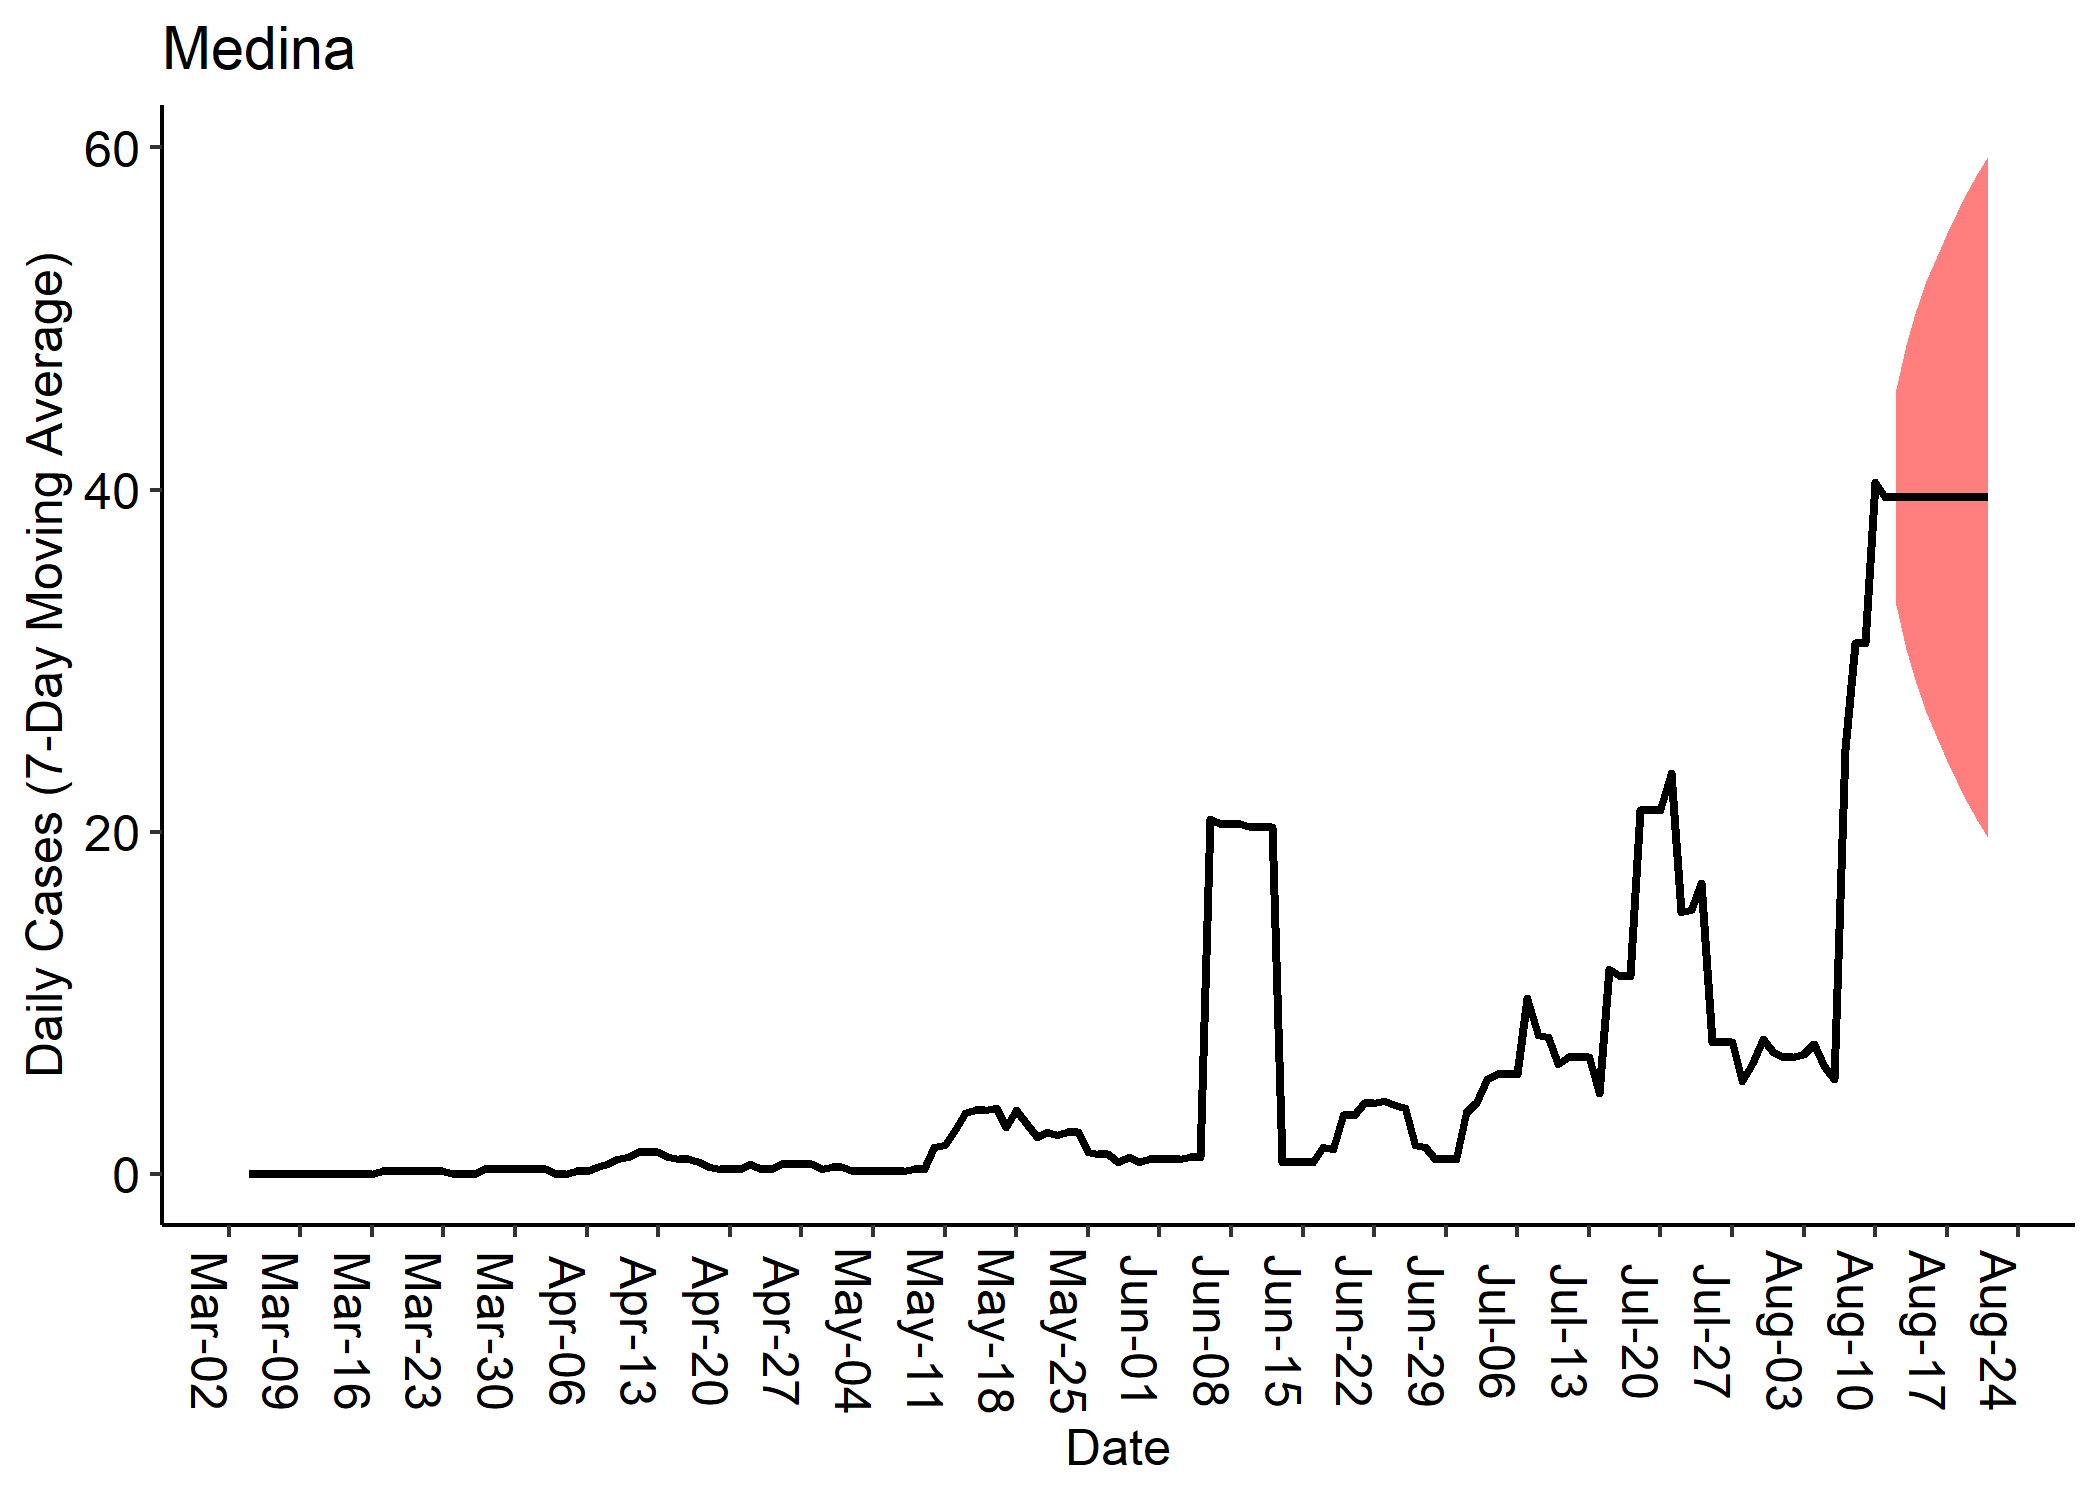 Medina
Daily Cases (7-Day Moving Average)
60
40
20
0
Mar-02
Mar-09
Mar-16
Mar-23
Mar-30
Apr-06
Apr-13
Apr-20
Apr-27
May-04
May-11
May-18
May-25
Jun-01
Jun-08
Jun-15
Jun-22
Jun-29
Jul-06
Jul-13
Jul-20
Jul-27
Aug-03
Aug-10
Aug-17
Aug-24
Date